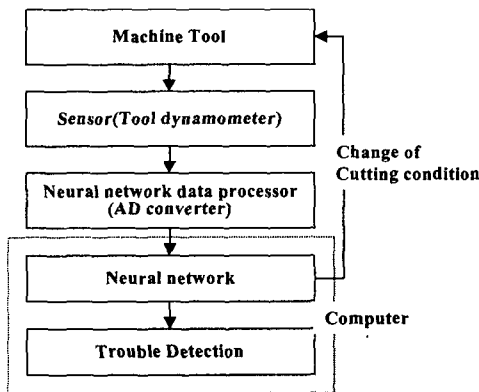 Machine Tool
Sensor(Tool dynamometer)
Change of
Cutting condition
Neural network data processor
(AD converter)
Neural network
Computer
Trouble Detection